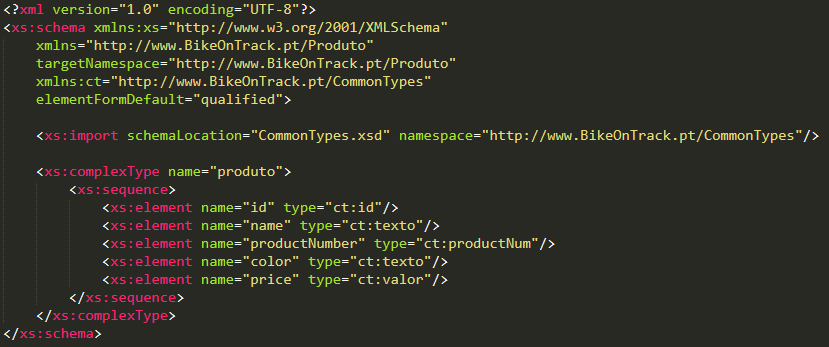 <?xml version="1.0" encoding="UTF-8"?>
<xs:schema xmlns:xs="http://www.w3.org/2001/XMLSchema"
xmlns="http://www.BikeOnTrack.pt/Produto"
targetNamespace="http://www.BikeOnTrack.pt/Produto"
xmlns:ct="http://www.BikeOnTrack.pt/CommonTypes"
elementFormDefault="qualified">
<xs:import schemaLocation="CommonTypes.xsd" namespace="http://www.BikeOnTrack.pt/CommonTypes"/>
<xs:complexType name="produto">
<xs:sequence>
<xs:element name="id" type="ct:id"/>
<xs:element name="name" type="ct:texto"/>
<xs:element name="productNumber" type="ct:productNum"/>
<xs:element name="color" type="ct:texto"/>
<xs:element name="price" type="ct:valor"/>
</xs:sequence>
</xs:complexType>
</xs:schema>